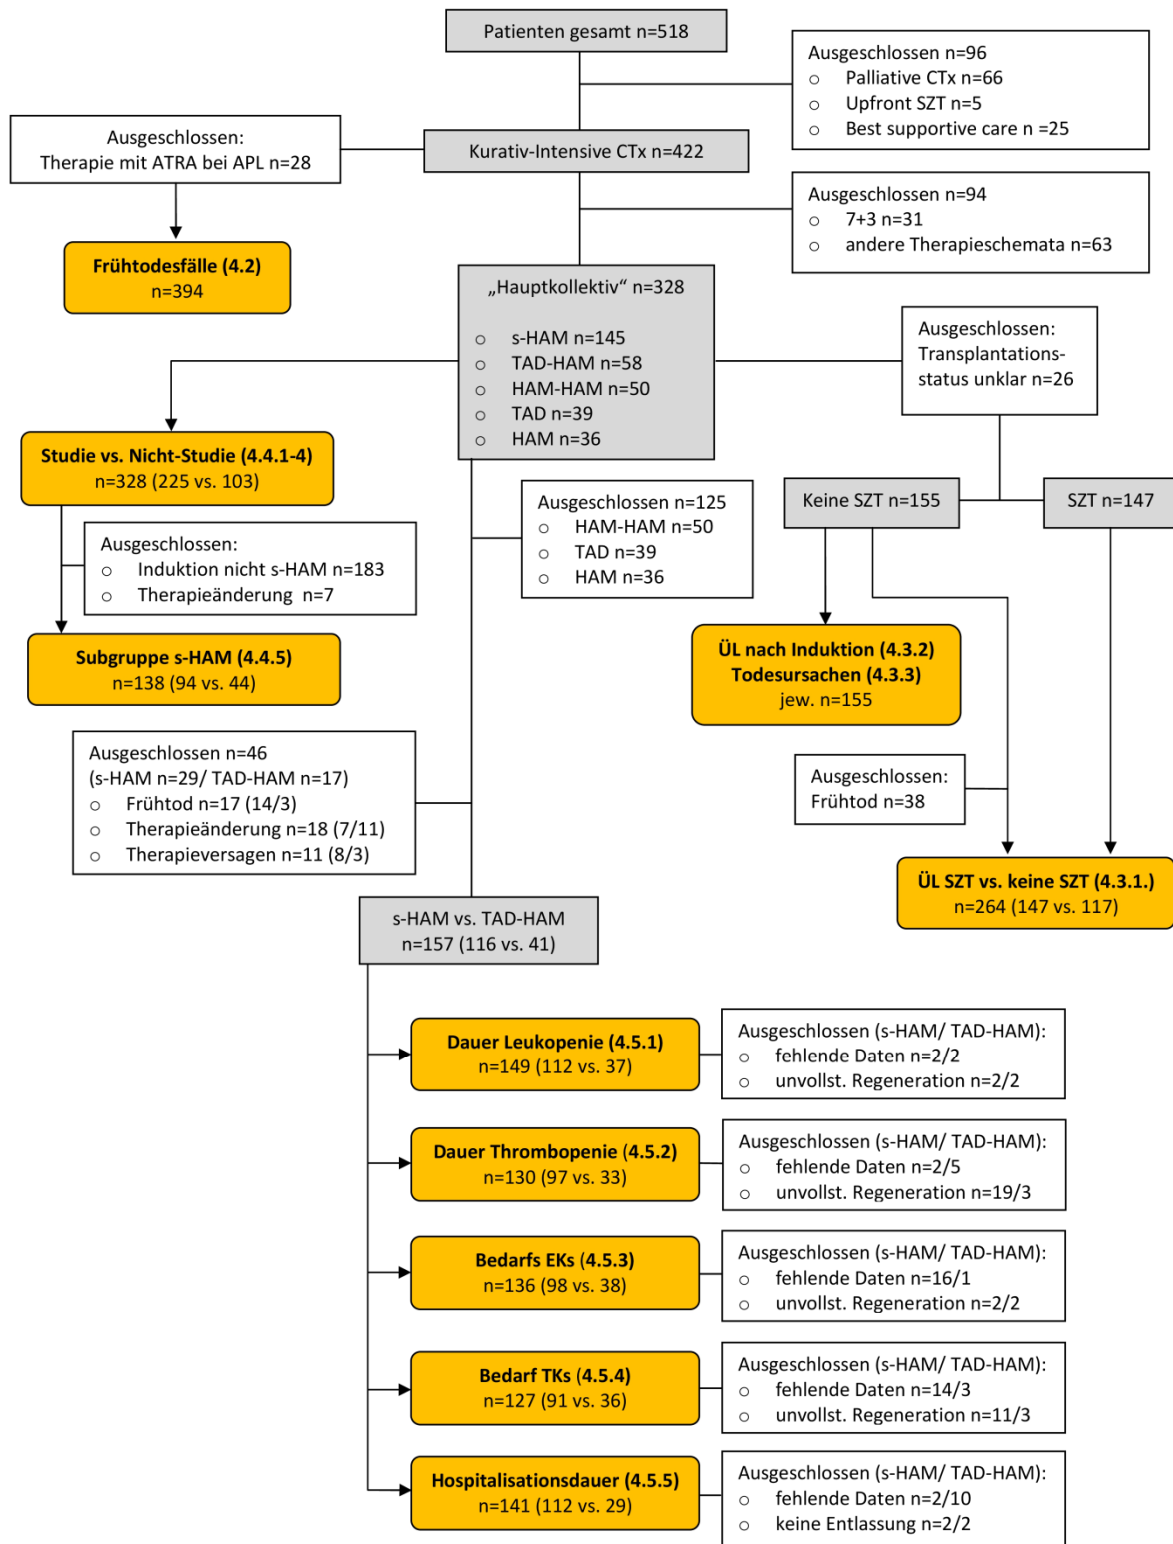 Patienten gesamt n=518
Ausgeschlossen n=96
o Palliative CTx n=66
o Upfront SZT n=5
o Best supportive care n =25
Ausgeschlossen:
Therapie mit ATRA bei APL n=28
Kurativ-Intensive CTx n=422
Ausgeschlossen n=94
o 7+3 n=31
o andere Therapieschemata n=63
Frühtodesfälle (4.2)
n=394
„Hauptkollektiv“ n=328
o s-HAM n=145
o TAD-HAM n=58
o HAM-HAM n=50
o TAD n=39
o HAM n=36
Ausgeschlossen:
Transplantations-
status unklar n=26
Studie vs. Nicht-Studie (4.4.1-4)
n=328 (225 vs. 103)
Ausgeschlossen n=125
o HAM-HAM n=50
o TAD n=39
o HAM n=36
Keine SZT n=155
SZT n=147
Ausgeschlossen:
o Induktion nicht s-HAM n=183
o Therapieänderung n=7
Subgruppe s-HAM (4.4.5)
n=138 (94 vs. 44)
ÜL nach Induktion (4.3.2)
Todesursachen (4.3.3)
jew. n=155
Ausgeschlossen n=46
(s-HAM n=29/ TAD-HAM n=17)
o Frühtod n=17 (14/3)
o Therapieänderung n=18 (7/11)
o Therapieversagen n=11 (8/3)
Ausgeschlossen:
Frühtod n=38
ÜL SZT vs. keine SZT (4.3.1.)
n=264 (147 vs. 117)
s-HAM vs. TAD-HAM
n=157 (116 vs. 41)
Dauer Leukopenie (4.5.1)
n=149 (112 vs. 37)
Ausgeschlossen (s-HAM/ TAD-HAM):
o fehlende Daten n=2/2
o unvollst. Regeneration n=2/2
Dauer Thrombopenie (4.5.2)
n=130 (97 vs. 33)
Ausgeschlossen (s-HAM/ TAD-HAM):
o fehlende Daten n=2/5
o unvollst. Regeneration n=19/3
Bedarfs EKs (4.5.3)
n=136 (98 vs. 38)
Ausgeschlossen (s-HAM/ TAD-HAM):
o fehlende Daten n=16/1
o unvollst. Regeneration n=2/2
Bedarf TKs (4.5.4)
n=127 (91 vs. 36)
Ausgeschlossen (s-HAM/ TAD-HAM):
o fehlende Daten n=14/3
o unvollst. Regeneration n=11/3
Hospitalisationsdauer (4.5.5)
n=141 (112 vs. 29)
Ausgeschlossen (s-HAM/ TAD-HAM):
o fehlende Daten n=2/10
o keine Entlassung n=2/2